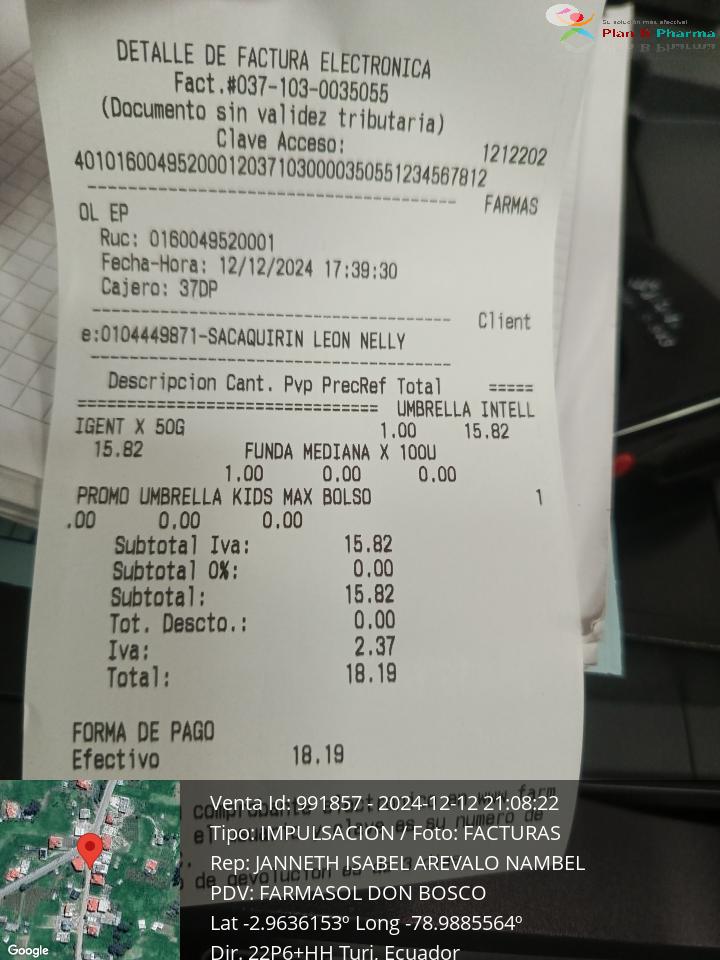 Su solución más efectiva!
Plan B Pharma
DETALLE DE FACTURA ELECTRONICA
Fact.#037-103-0035055
(Documento sin validez tributaria)
Clave Acceso: 1212202
401016004952000120371030000350551234567812
---------------------------------------- FARMAS
OL EP
Ruc: 0160049520001
Fecha-Hora: 12/12/2024 17:39:30
Cajero: 37DP
---------------------------------------- Client
e:0104449871-SACAQUIRIN LEON NELLY
----------------------------------------
Descripcion Cant. Pvp PrecRef Total =====
================================ UMBRELLA INTELL
IGENT X 50G 1.00 15.82
15.82 FUNDA MEDIANA X 100U
1.00 0.00 0.00
PROMO UMBRELLA KIDS MAX BOLSO 1
.00 0.00 0.00
Subtotal Iva: 15.82
Subtotal 0%: 0.00
Subtotal: 15.82
Tot. Descto.: 0.00
Iva: 2.37
Total: 18.19
FORMA DE PAGO
Efectivo 18.19
Venta Id: 991857 - 2024-12-12 21:08:22
Tipo: IMPULSACION / Foto: FACTURAS
Rep: JANNETH ISABEL AREVALO NAMBEL
PDV: FARMASOL DON BOSCO
Lat -2.9636153º Long -78.9885564º
Dir. 22P6+HH Turi, Ecuador
Google